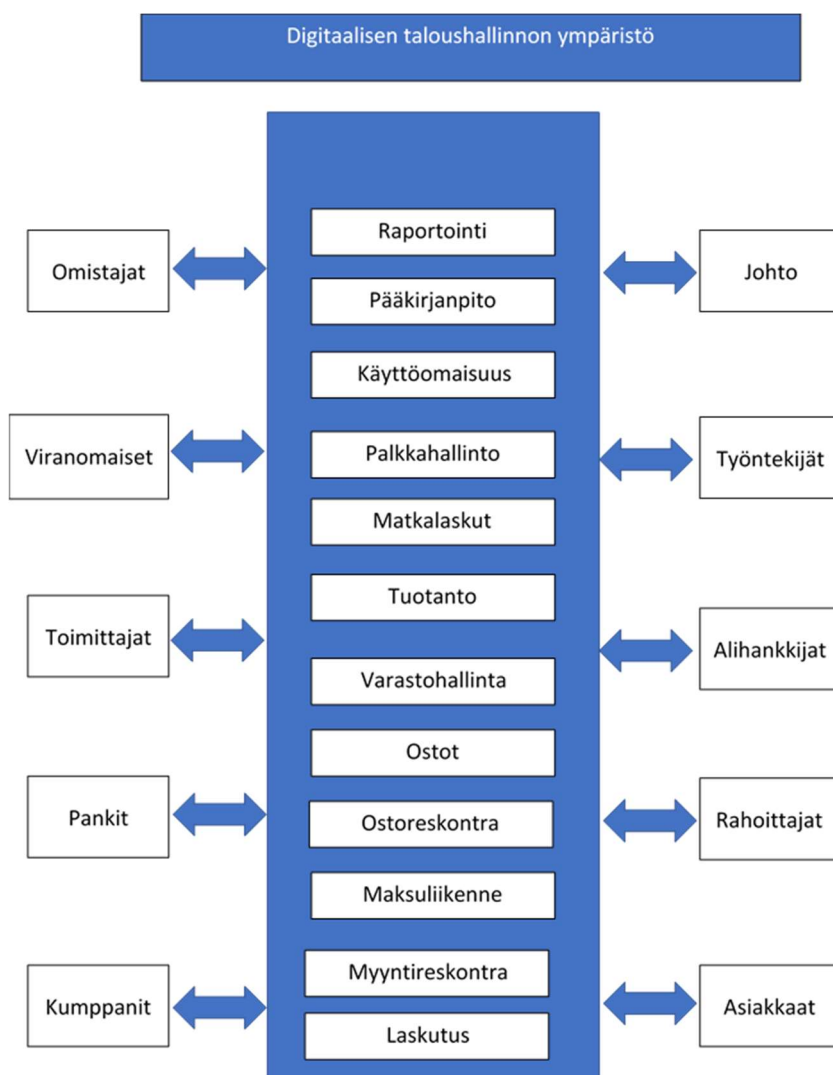 Digitaalisen taloushallinnon ympäristö
Raportointi
Omistajat
Johto
Pääkirjanpito
Käyttöomaisuus
Viranomaiset
Palkkahallinto
Työntekijät
Matkalaskut
Tuotanto
Toimittajat
Alihankkijat
Varastohallinta
Ostot
Pankit
Ostoreskontra
Rahoittajat
Maksuliikenne
Myyntireskontra
Kumppanit
Asiakkaat
Laskutus